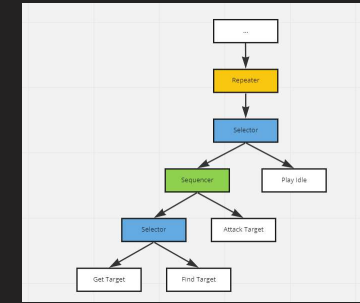 ...
Repeater
Selector
Sequencer
Play Idle
Selector
Attack Target
Get Target
Find Target